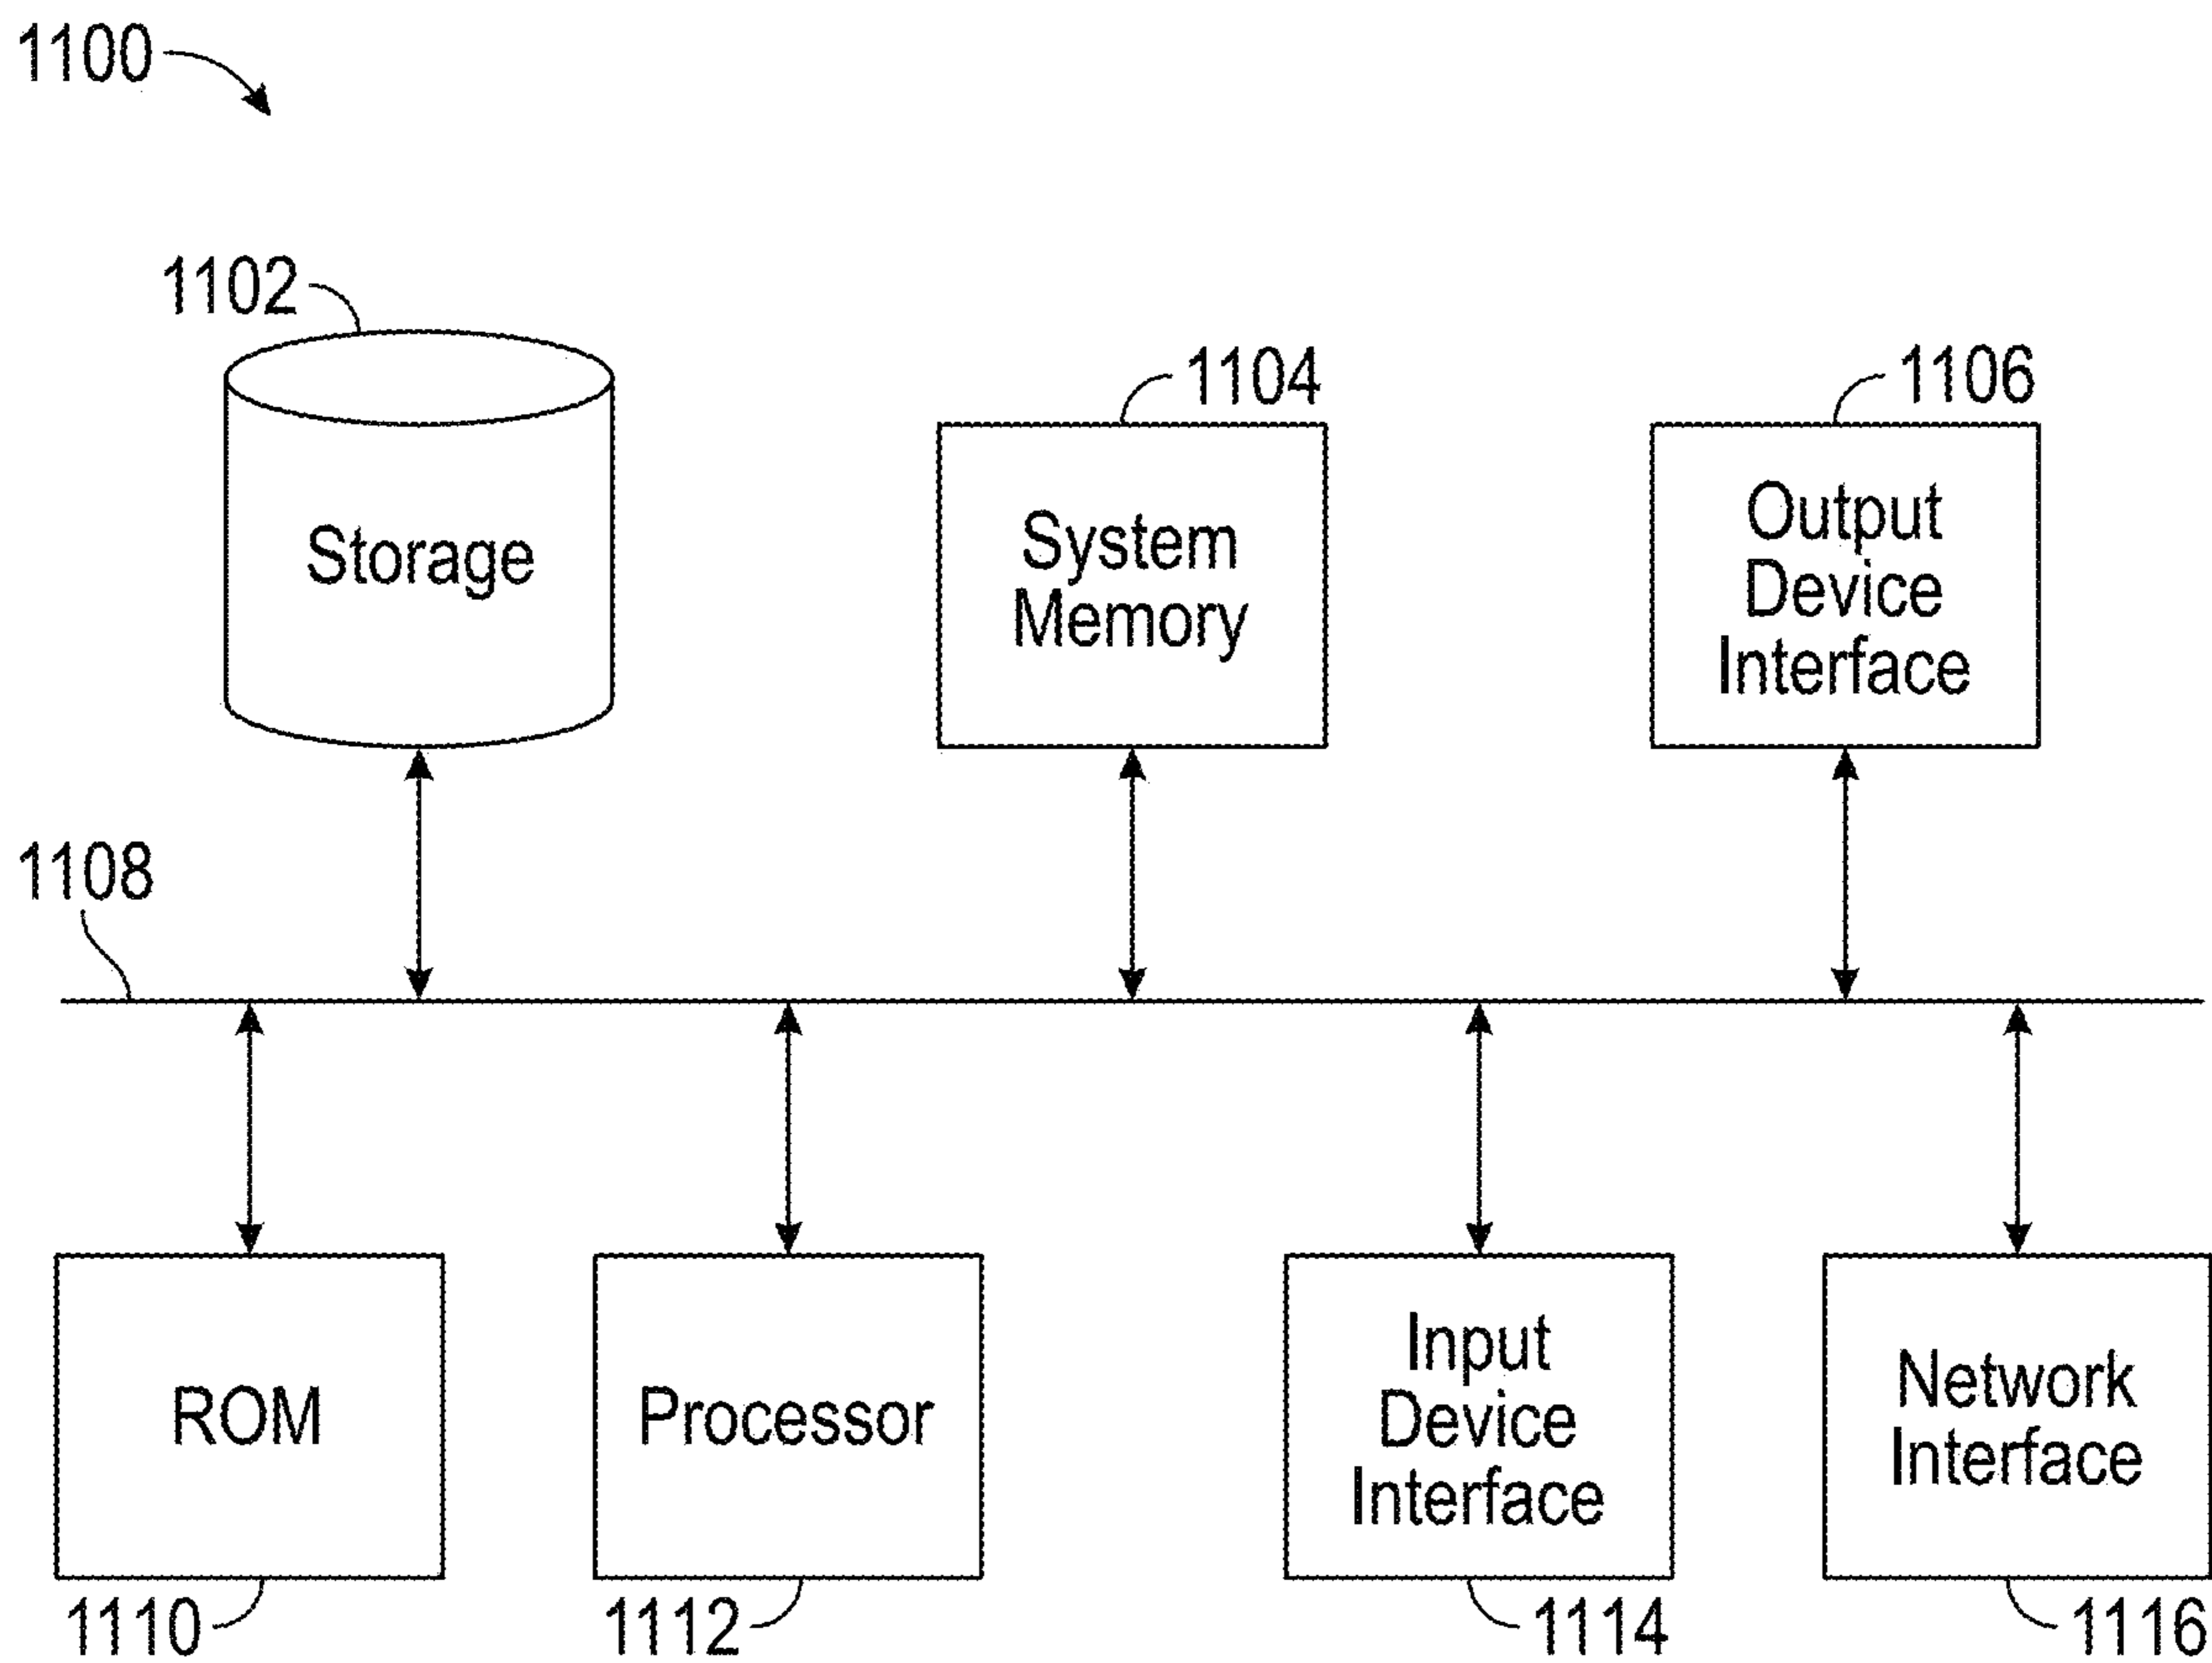 1100
1102
1104
1106
Storage
System
Memory
Output
Device
Interface
1108
ROM
Processor
Input
Device
Interface
Network
Interface
1110
1112
1114
1116